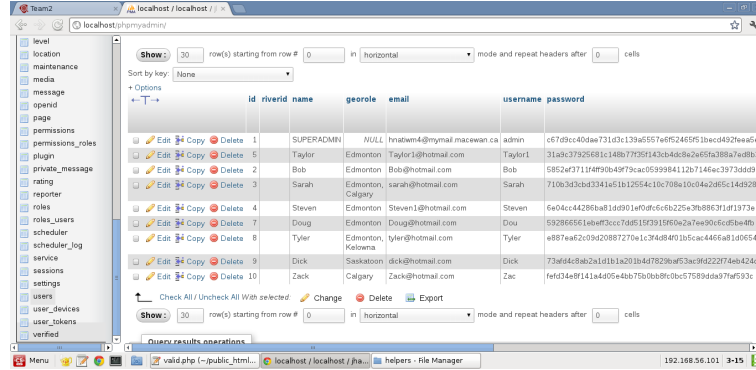 Team2
localhost / localhost / j
localhost/phpmyadmin/
level
location
maintenance
media
message
openid
page
permissions
permissions_roles
plugin
private_message
rating
reporter
roles
roles_users
scheduler
scheduler_log
service
sessions
settings
users
user_devices
user_tokens
verified
Show : 30 row(s) starting from row # 0 in horizontal mode and repeat headers after 0 cells
Sort by key: None
+ Options
←T→ id riverid name georole email username password
Edit Copy Delete 1 SUPERADMIN NULL hnatiwm4@mymail.macewan.ca admin
Edit Copy Delete 5 Taylor Edmonton Taylor1@hotmail.com Taylor1
Edit Copy Delete 2 Bob Edmonton Bob@hotmail.com Bob
Edit Copy Delete 3 Sarah Edmonton, Calgary sarah@hotmail.com Sarah
Edit Copy Delete 4 Steven Edmonton Steven1@hotmail.com Steven
Edit Copy Delete 7 Doug Edmonton Doug@hotmail.com Dou
Edit Copy Delete 8 Tyler Edmonton, Kelowna tyler@hotmail.com Tyler
Edit Copy Delete 9 Dick Saskatoon dick@hotmail.com Dick
Edit Copy Delete 10 Zack Calgary Zack@hotmail.com Zac
Check All / Uncheck All With selected: Change Delete Export
Show : 30 row(s) starting from row # 0 in horizontal mode and repeat headers after 0 cells
Query results operations
Menu valid.php (~/public_html... localhost / localhost / jha... helpers - File Manager 192.168.56.101 3-15